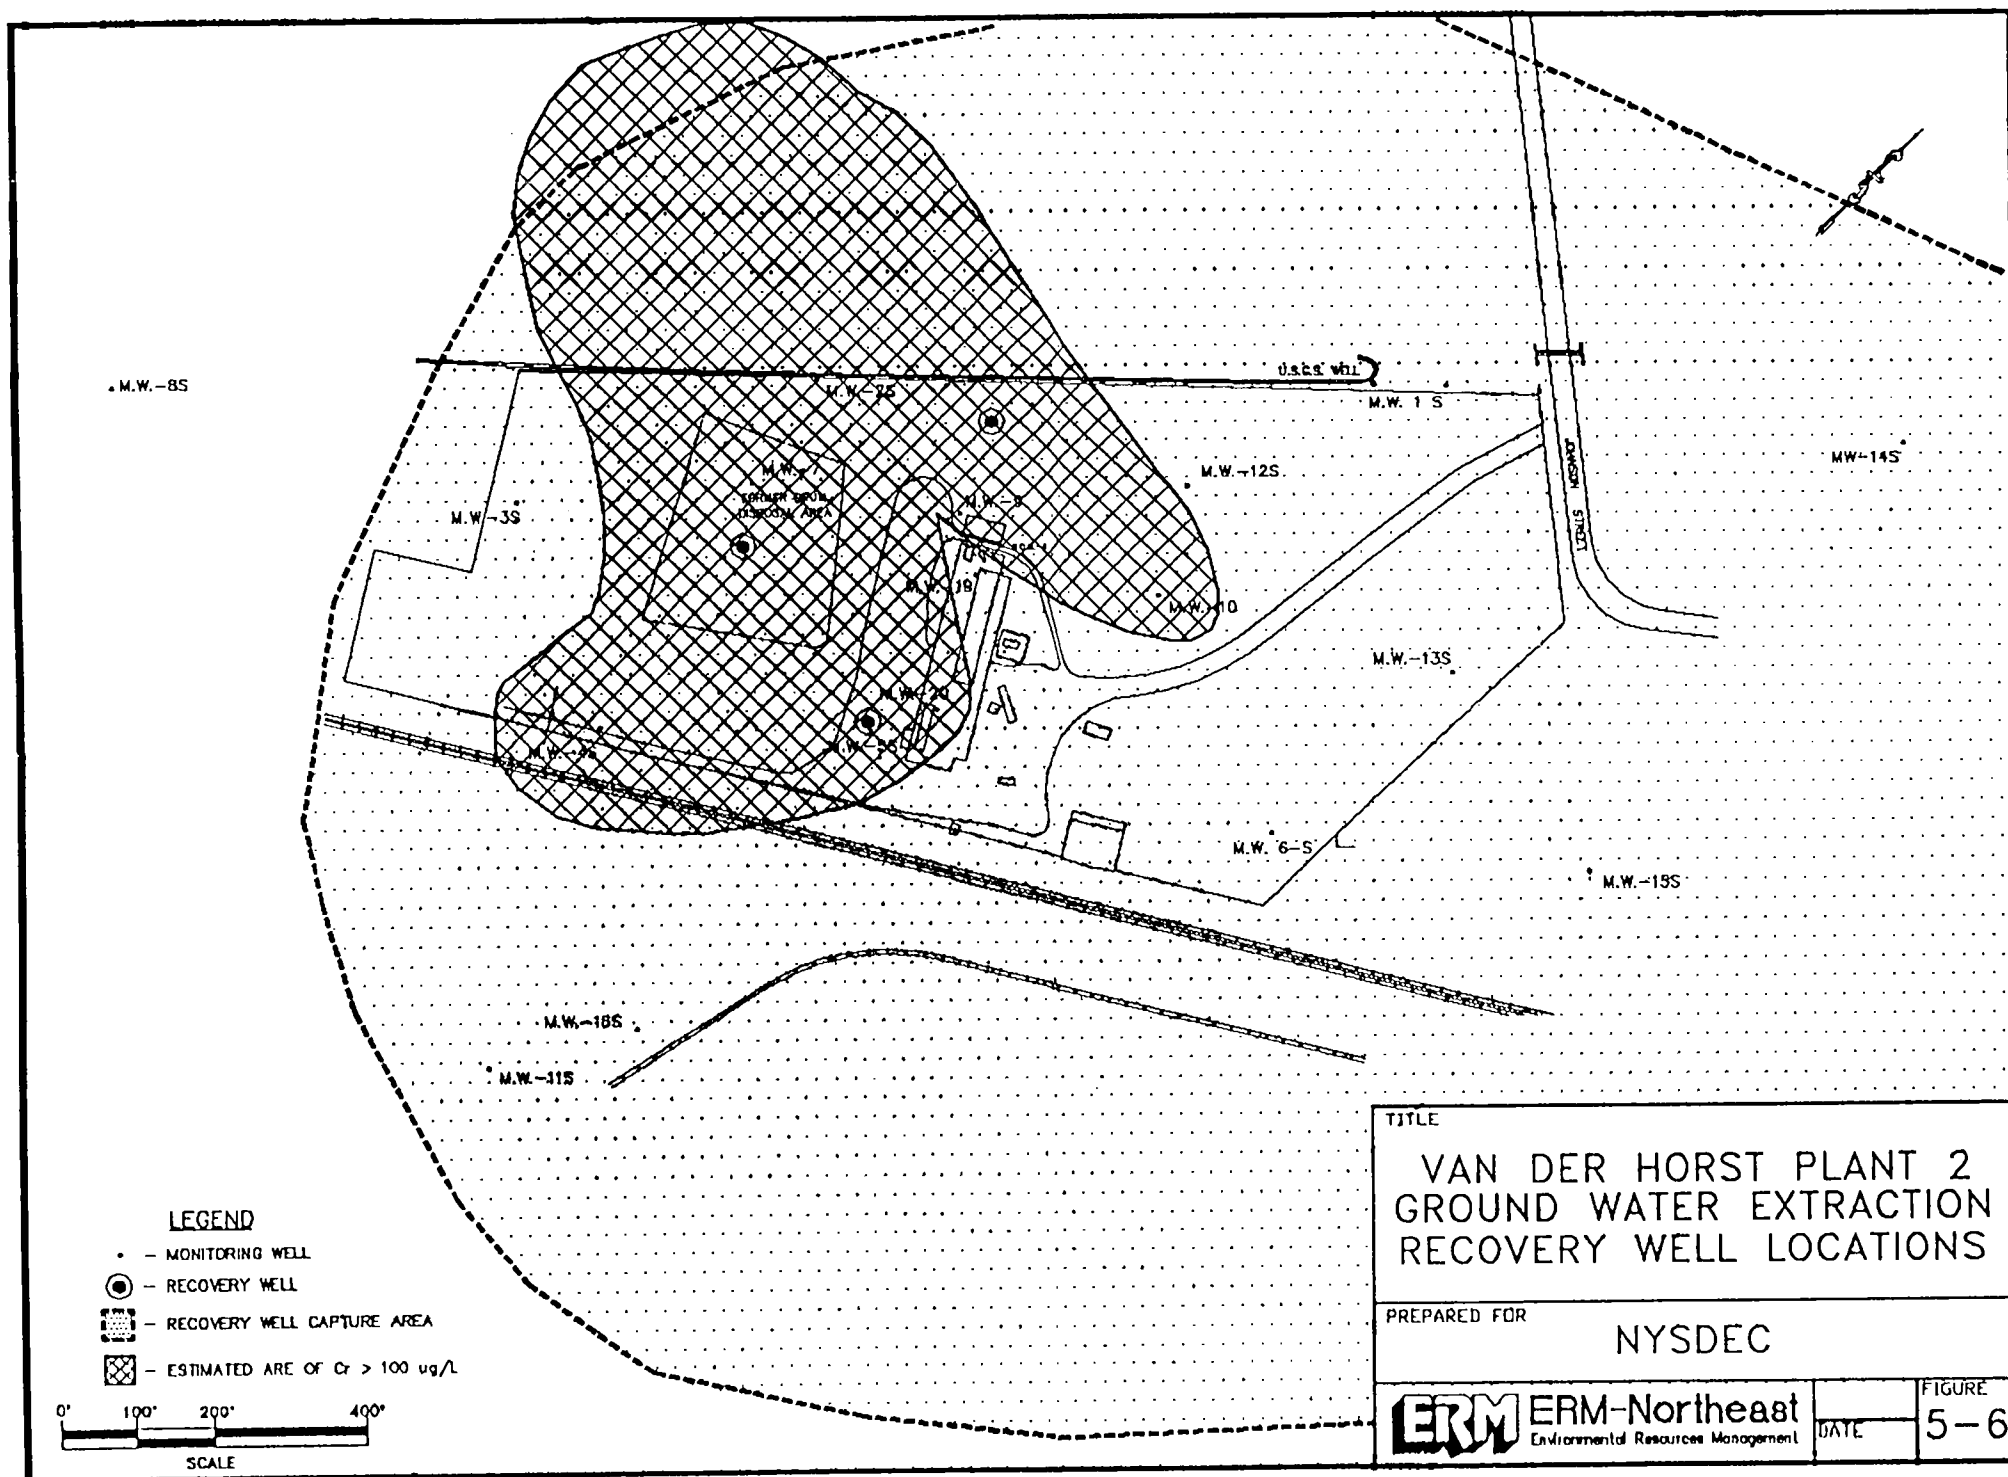 M.W.-8S
M.W.-2S
U.S.G.S. WELL
M.W. 1 S
M.W.-7
FORMER DRUM
DISPOSAL AREA
M.W.-3S
M.W.-9
M.W.-12S
MW-14S
JOHNSON STREET
M.W.-10
M.W.-13S
M.W.-20
M.W.-5S
M.W.-4S
M.W. 6-S
M.W.-15S
M.W.-16S
M.W.-11S
LEGEND
- MONITORING WELL
- RECOVERY WELL
- RECOVERY WELL CAPTURE AREA
- ESTIMATED ARE OF Cr > 100 ug/L
0' 100' 200' 400'
SCALE
TITLE
VAN DER HORST PLANT 2
GROUND WATER EXTRACTION
RECOVERY WELL LOCATIONS
PREPARED FOR
NYSDEC
ERM ERM-Northeast
Environmental Resources Management
DATE
FIGURE
5-6